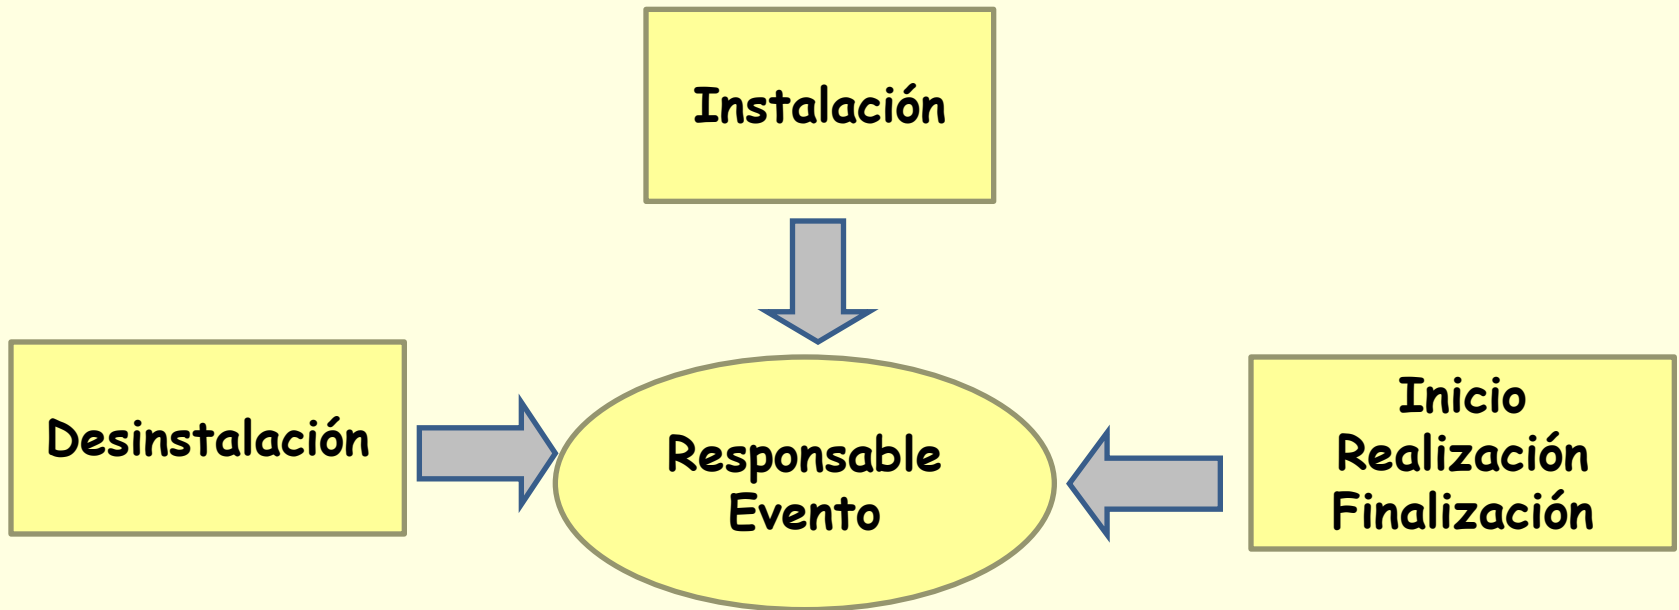 Instalación
Desinstalación
Responsable
Evento
Inicio
Realización
Finalización